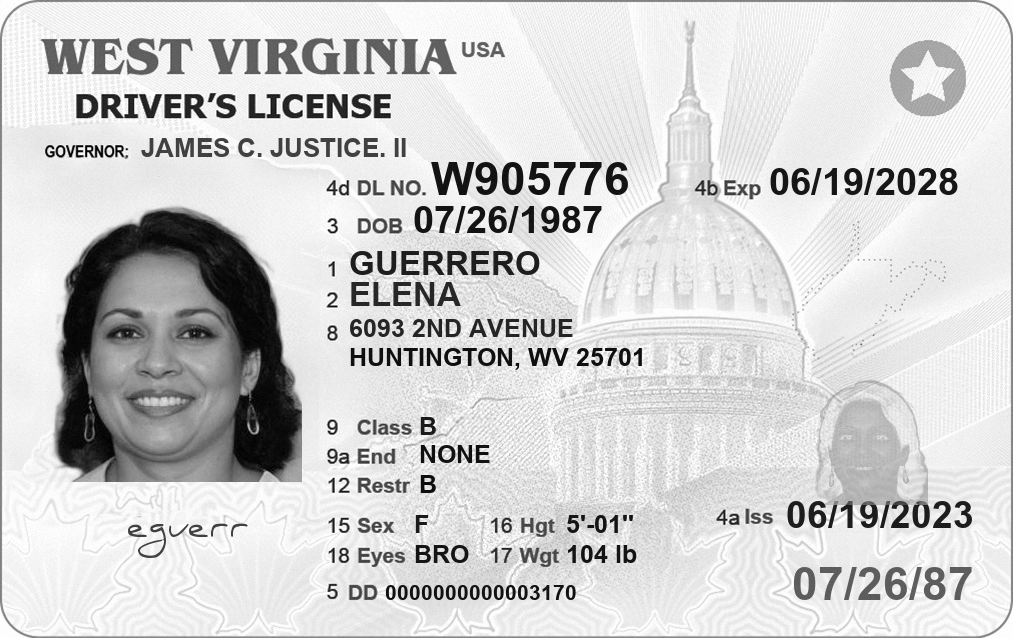 WEST VIRGINIA USA
DRIVER'S LICENSE
GOVERNOR: JAMES C. JUSTICE. II
4d DL NO. W905776
4b Exp 06/19/2028
3 DOB 07/26/1987
1 GUERRERO
2 ELENA
8 6093 2ND AVENUE
HUNTINGTON, WV 25701
9 Class B
9a End NONE
12 Restr B
15 Sex F 16 Hgt 5'-01"
18 Eyes BRO 17 Wgt 104 lb
5 DD 0000000000003170
4a Iss 06/19/2023
07/26/87
eguerr